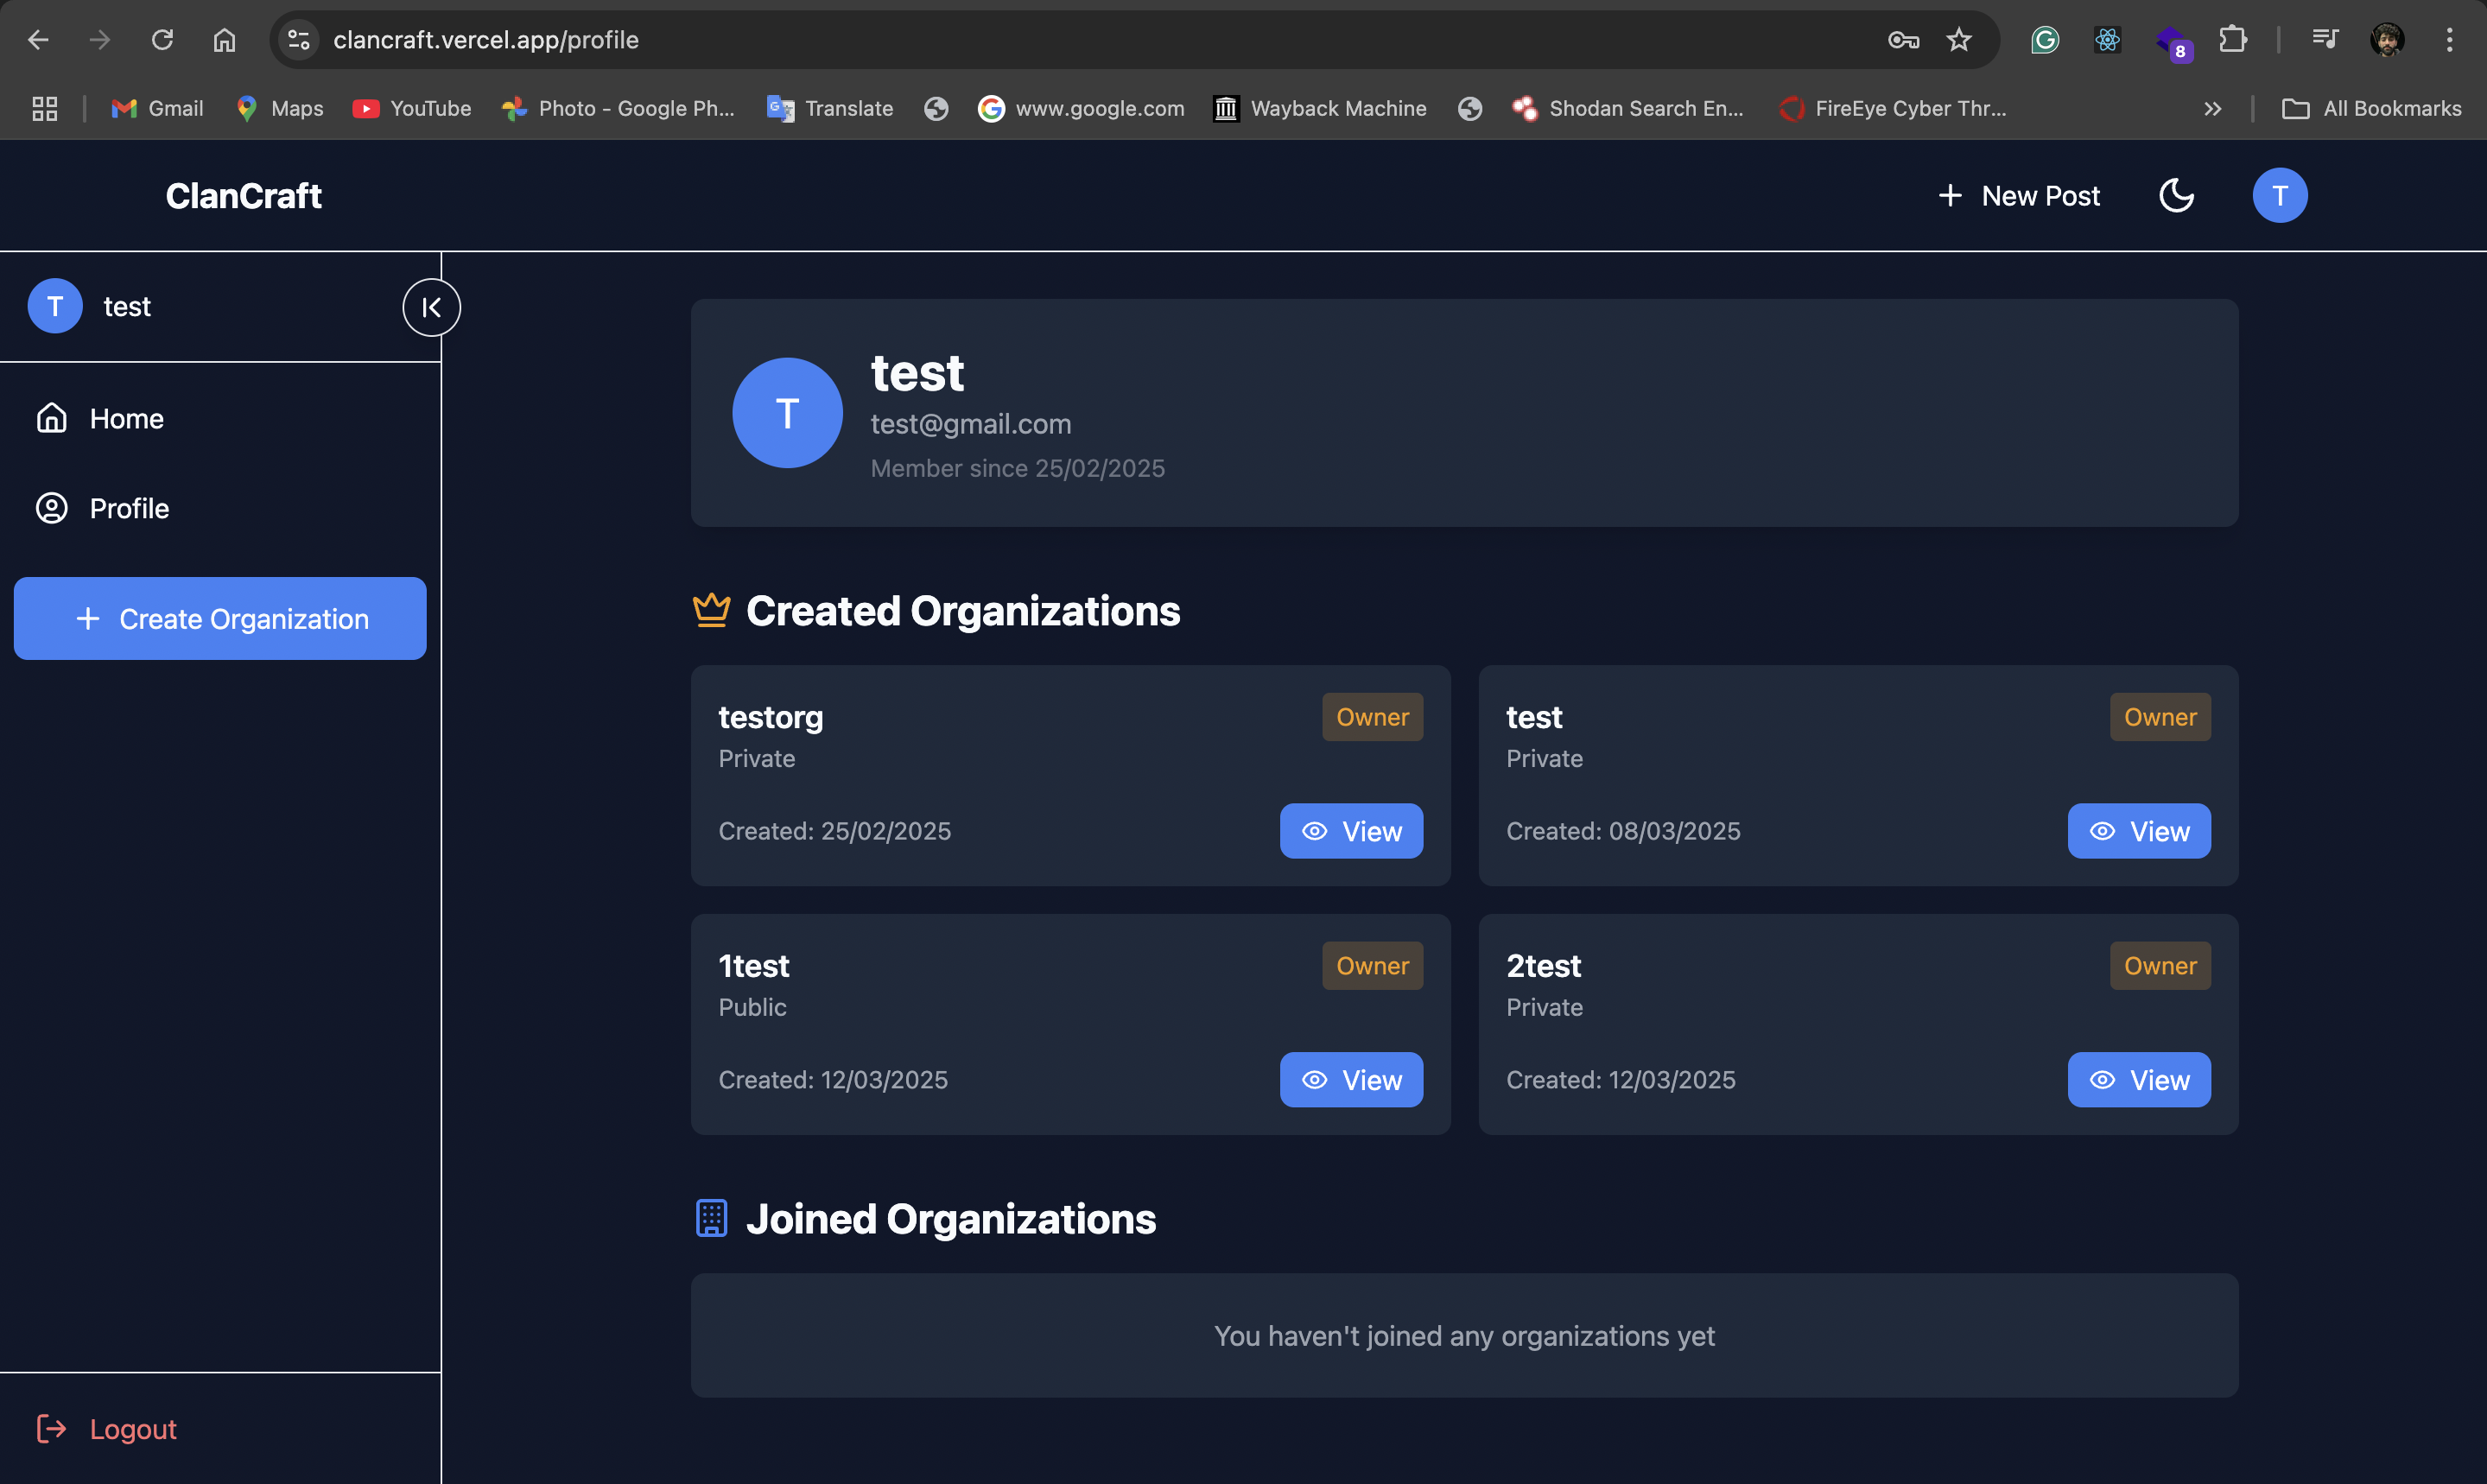 clancraft.vercel.app/profile
8
Gmail
Maps
YouTube
Photo - Google Ph...
Translate
www.google.com
Wayback Machine
Shodan Search En...
FireEye Cyber Thr...
All Bookmarks
ClanCraft
New Post
T
T
test
Home
Profile
Create Organization
Logout
T
test
test@gmail.com
Member since 25/02/2025
Created Organizations
testorg
Owner
Private
Created: 25/02/2025
View
test
Owner
Private
Created: 08/03/2025
View
1test
Owner
Public
Created: 12/03/2025
View
2test
Owner
Private
Created: 12/03/2025
View
Joined Organizations
You haven't joined any organizations yet